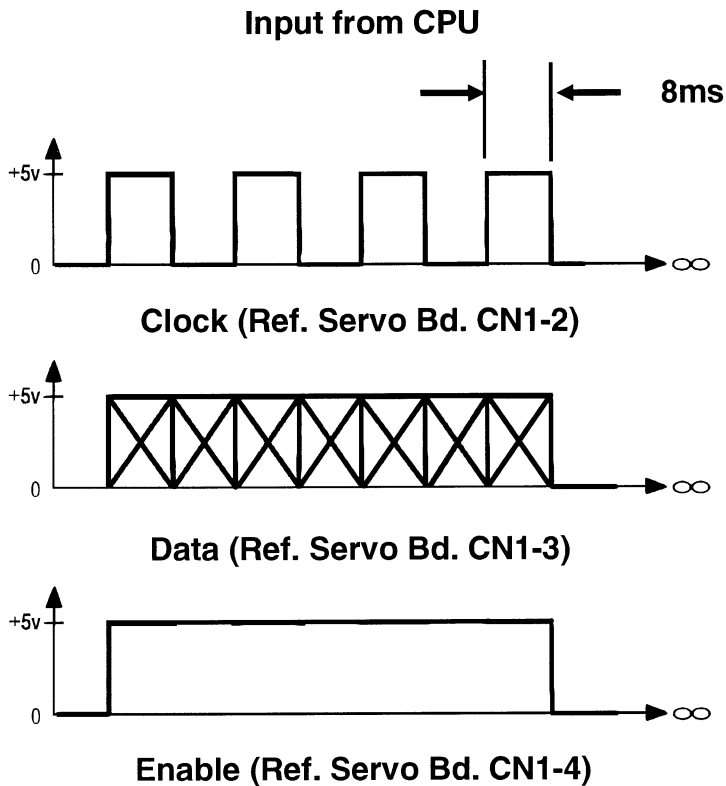 Input from CPU
8ms
+5v
0
∞
Clock (Ref. Servo Bd. CN1-2)
+5v
0
∞
Data (Ref. Servo Bd. CN1-3)
+5v
0
∞
Enable (Ref. Servo Bd. CN1-4)